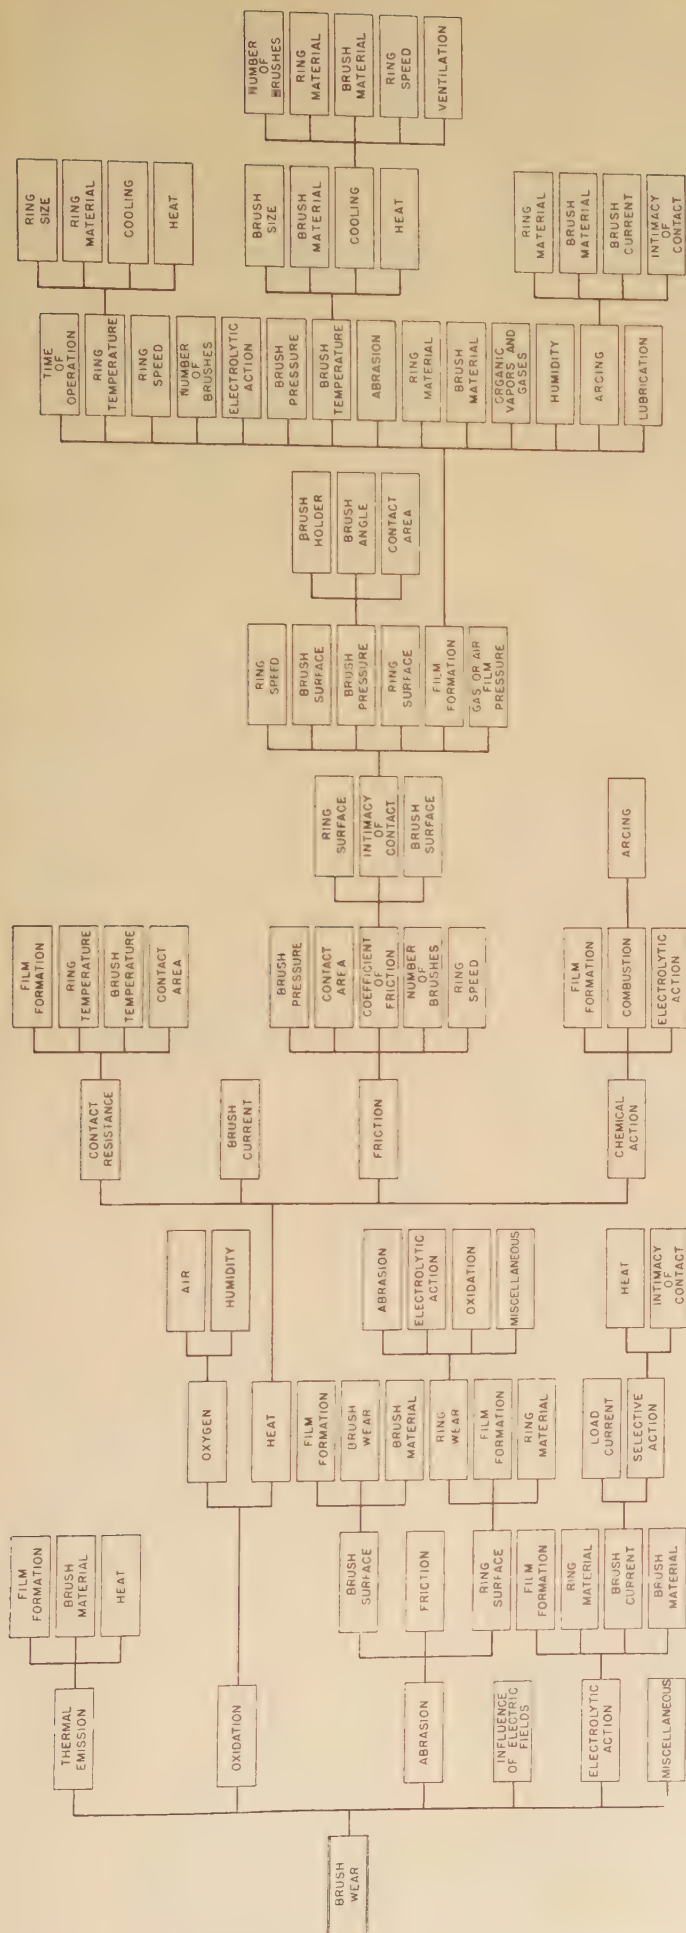 BRUSH
WEAR
THERMAL
EMISSION
OXIDATION
ABRASION
INFLUENCE
OF ELECTRIC
FIELDS
ELECTROLYTIC
ACTION
MISCELLANEOUS
FILM
FORMATION
BRUSH
MATERIAL
HEAT
OXYGEN
HEAT
BRUSH
SURFACE
FRICTION
RING
SURFACE
FILM
FORMATION
RING
MATERIAL
BRUSH
CURRENT
BRUSH
MATERIAL
AIR
HUMIDITY
FILM
FORMATION
BRUSH
WEAR
BRUSH
MATERIAL
RING
WEAR
FILM
FORMATION
RING
MATERIAL
LOAD
CURRENT
SELECTIVE
ACTION
ABRASION
ELECTROLYTIC
ACTION
OXIDATION
MISCELLANEOUS
HEAT
INTIMACY
OF
CONTACT
CONTACT
RESISTANCE
BRUSH
CURRENT
FRICTION
CHEMICAL
ACTION
FILM
FORMATION
RING
TEMPERATURE
BRUSH
TEMPERATURE
CONTACT
AREA
BRUSH
PRESSURE
CONTACT
AREA
COEFFICIENT
OF
FRICTION
NUMBER
OF
BRUSHES
RING
SPEED
FILM
FORMATION
COMBUSTION
ELECTROLYTIC
ACTION
RING
SURFACE
INTIMACY
OF
CONTACT
BRUSH
SURFACE
ARCING
RING
SPEED
BRUSH
SURFACE
BRUSH
PRESSURE
RING
SURFACE
FILM
FORMATION
GAS OR AIR
FILM
PRESSURE
BRUSH
HOLDER
BRUSH
ANGLE
CONTACT
AREA
TIME
OF
OPERATION
RING
TEMPERATURE
RING
SPEED
NUMBER
OF
BRUSHES
ELECTROLYTIC
ACTION
BRUSH
PRESSURE
BRUSH
TEMPERATURE
ABRASION
RING
MATERIAL
BRUSH
MATERIAL
ORGANIC
VAPORS AND
GASES
HUMIDITY
ARCING
LUBRICATION
RING
SIZE
RING
MATERIAL
COOLING
HEAT
BRUSH
SIZE
BRUSH
MATERIAL
COOLING
HEAT
RING
MATERIAL
BRUSH
MATERIAL
BRUSH
CURRENT
INTIMACY
OF
CONTACT
NUMBER
OF
BRUSHES
RING
MATERIAL
BRUSH
MATERIAL
RING
SPEED
VENTILATION